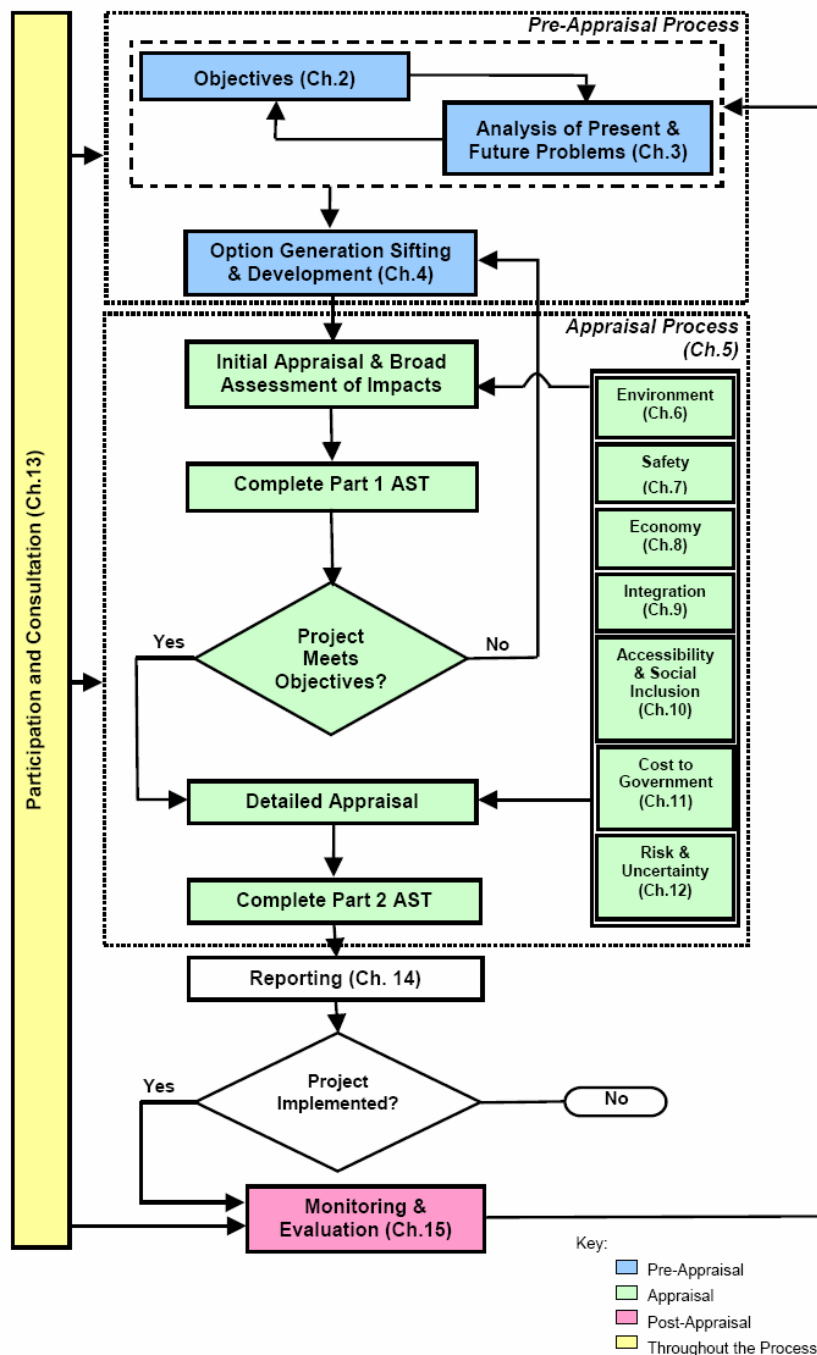 Pre-Appraisal Process
Objectives (Ch.2)
Analysis of Present &
Future Problems (Ch.3)
Option Generation Sifting
& Development (Ch.4)
Appraisal Process
(Ch.5)
Initial Appraisal & Broad
Assessment of Impacts
Environment
(Ch.6)
Safety
(Ch.7)
Economy
(Ch.8)
Integration
(Ch.9)
Accessibility
& Social
Inclusion
(Ch.10)
Cost to
Government
(Ch.11)
Risk &
Uncertainty
(Ch.12)
Complete Part 1 AST
Yes
Project
Meets
Objectives?
No
Detailed Appraisal
Complete Part 2 AST
Participation and Consultation (Ch.13)
Reporting (Ch. 14)
Yes
Project
Implemented?
No
Monitoring &
Evaluation (Ch.15)
Key:
Pre-Appraisal
Appraisal
Post-Appraisal
Throughout the Process